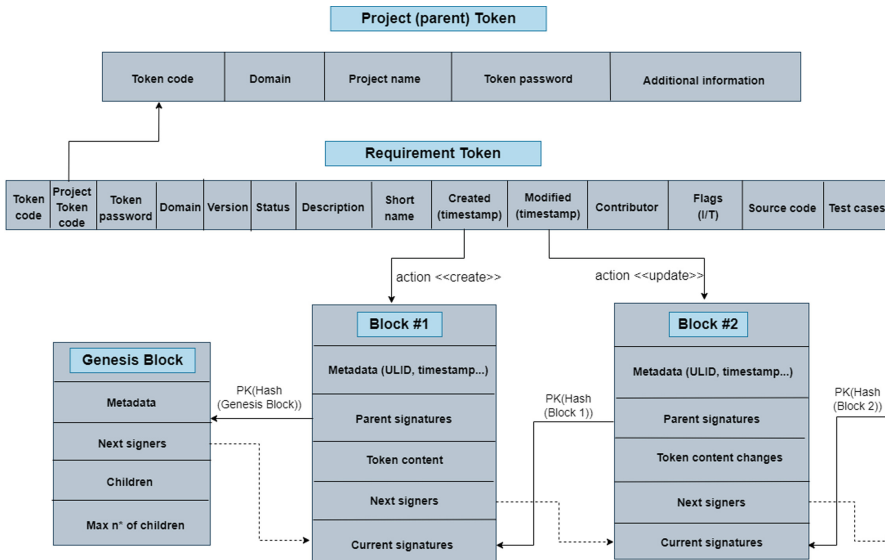 Project (parent) Token
Token code
Domain
Project name
Token password
Additional information
Requirement Token
Token
code
Project
Token
code
Token
password
Domain
Version
Status
Description
Short
name
Created
(timestamp)
Modified
(timestamp)
Contributor
Flags
(I/T)
Source code
Test cases
action <<create>>
action <<update>>
Genesis Block
Metadata
Next signers
Children
Max n° of children
PK(Hash
(Genesis Block))
Block #1
Metadata (ULID, timestamp...)
Parent signatures
Token content
Next signers
Current signatures
PK(Hash
(Block 1))
Block #2
Metadata (ULID, timestamp...)
Parent signatures
Token content changes
Next signers
Current signatures
PK(Hash
(Block 2))